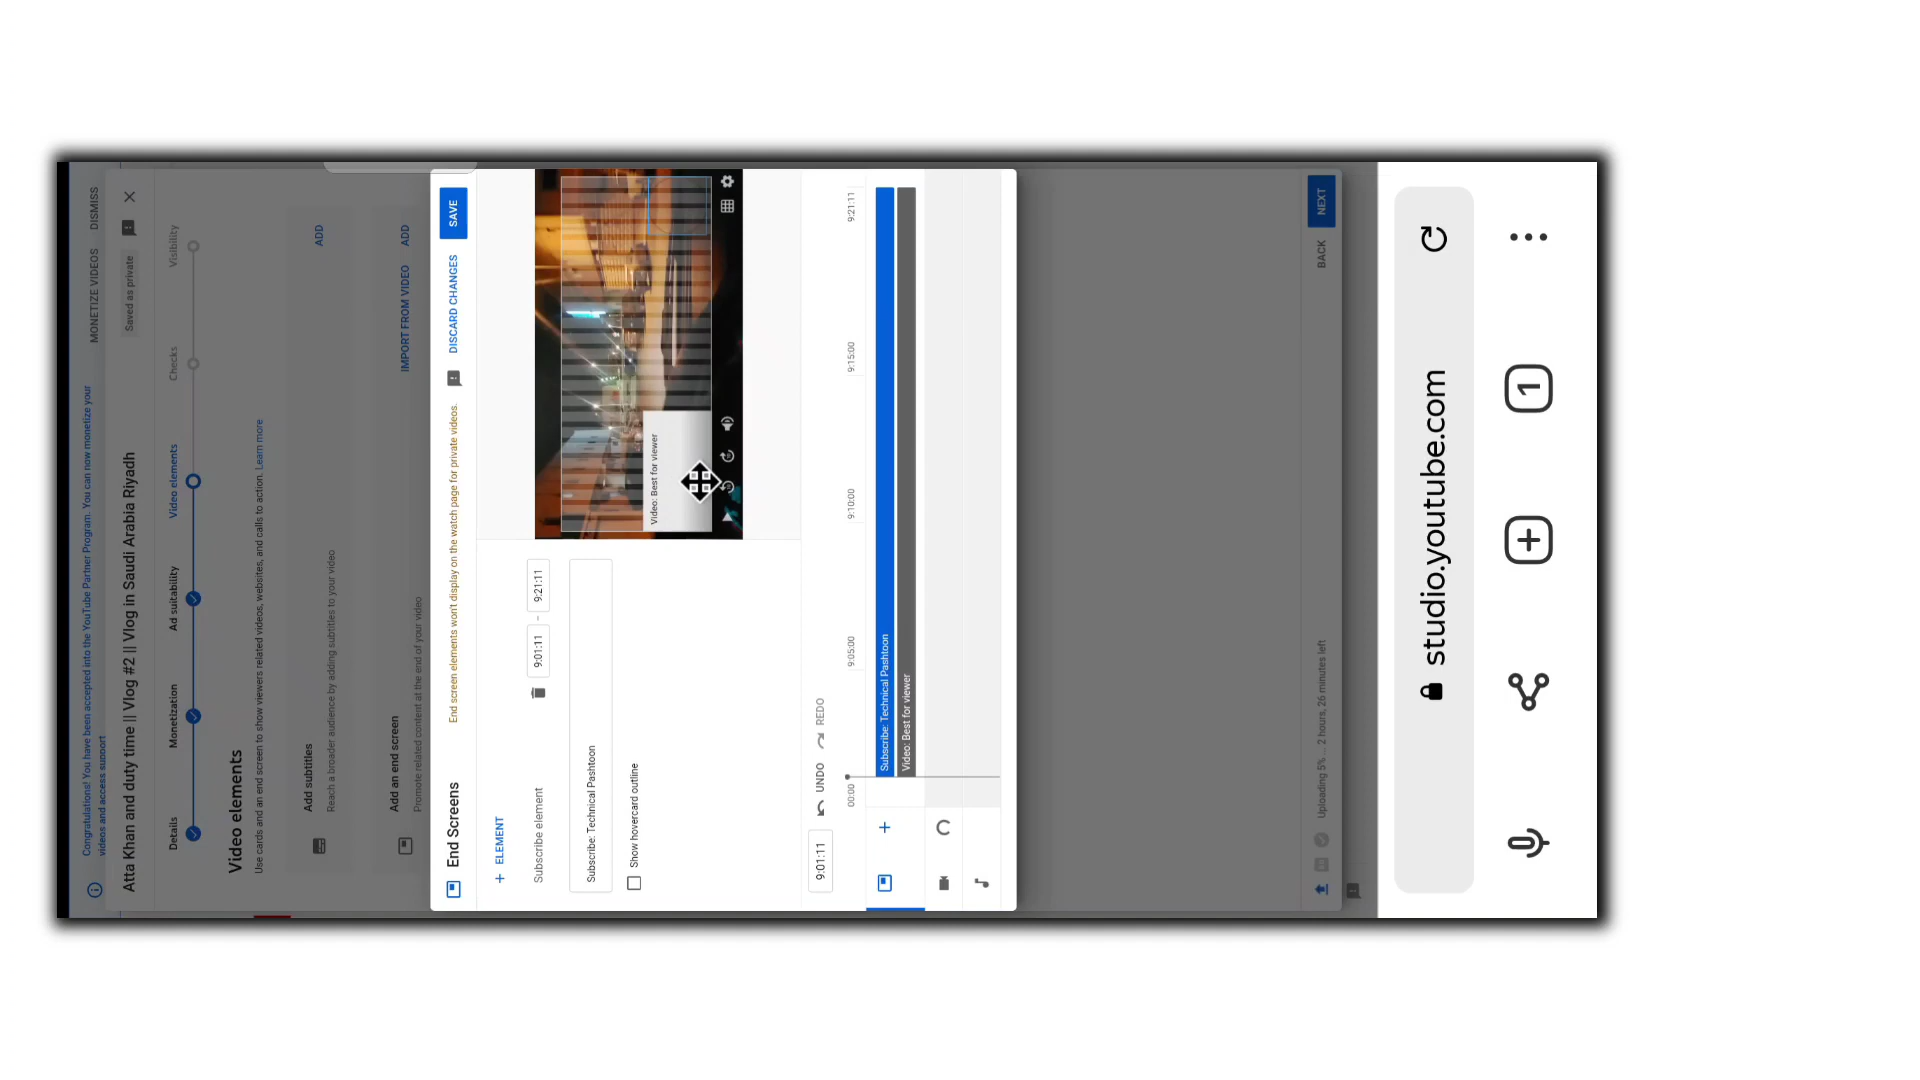 Congratulations! You have been accepted into the YouTube Partner Program. You can now monetize your
videos and access support
MONETIZE VIDEOS
DISMISS
Atta Khan and duty time || Vlog #2 || Vlog in Saudi Arabia Riyadh
Saved as private
Details
Monetization
Ad suitability
Video elements
Checks
Visibility
Video elements
Use cards and an end screen to show viewers related videos, websites, and calls to action. Learn more
Add subtitles
Reach a broader audience by adding subtitles to your video
ADD
Add an end screen
Promote related content at the end of your video
IMPORT FROM VIDEO
ADD
End Screens
End screen elements won't display on the watch page for private videos.
DISCARD CHANGES
SAVE
+ ELEMENT
Subscribe element
9:01:11 – 9:21:11
Subscribe: Technical Pashtoon
Show hovercard outline
Video: Best for viewer
9:01:11
UNDO
REDO
00:00
9:05:00
9:10:00
9:15:00
9:21:11
Subscribe: Technical Pashtoon
Video: Best for viewer
Uploading 5% ... 2 hours, 26 minutes left
BACK
NEXT
studio.youtube.com
1